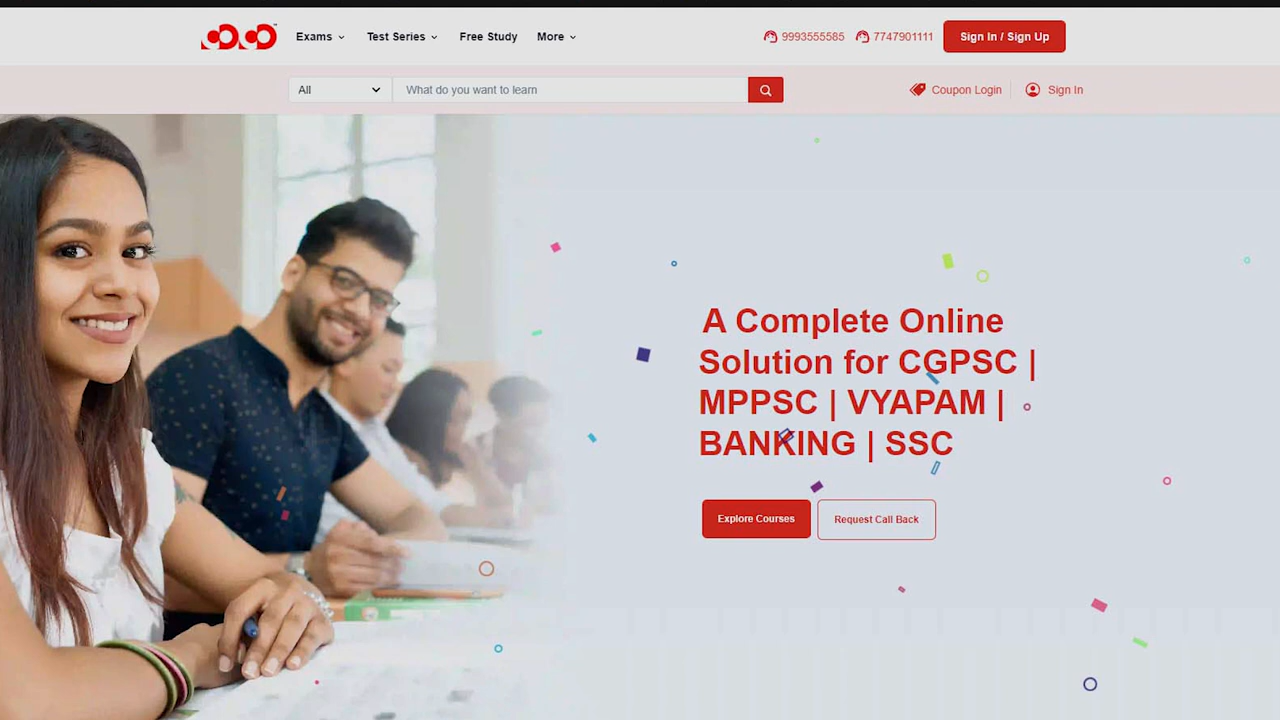 Exams
Test Series
Free Study
More
9993555585
7747901111
Sign In / Sign Up
All
What do you want to learn
Coupon Login
Sign In
A Complete Online
Solution for CGPSC |
MPPSC | VYAPAM |
BANKING | SSC
Explore Courses
Request Call Back